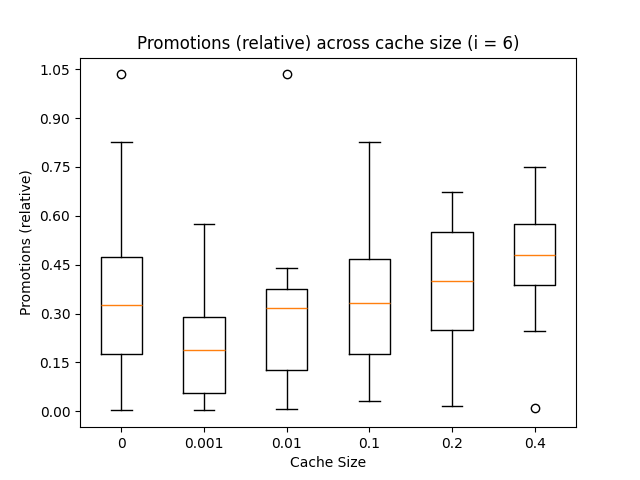 Promotions (relative) across cache size (i = 6)
Promotions (relative)
1.05
0.90
0.75
0.60
0.45
0.30
0.15
0.00
0 0.001 0.01 0.1 0.2 0.4
Cache Size